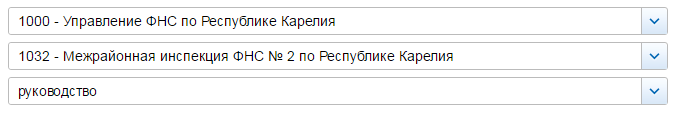 1000 - Управление ФНС по Республике Карелия
1032 - Межрайонная инспекция ФНС № 2 по Республике Карелия
руководство